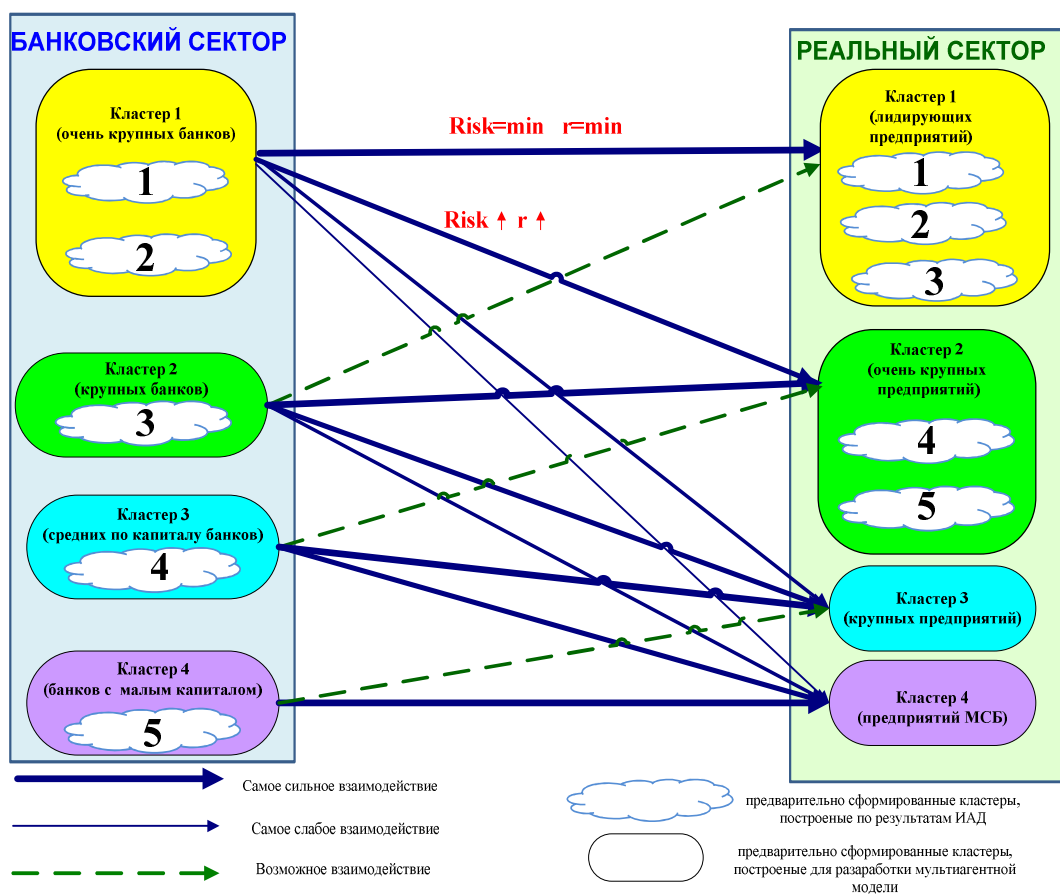 БАНКОВСКИЙ СЕКТОР
Кластер 1
(очень крупных банков)
1
2
Кластер 2
(крупных банков)
3
Кластер 3
(средних по капиталу банков)
4
Кластер 4
(банков с малым капиталом)
5
Risk=min r=min
Risk ↑ r ↑
РЕАЛЬНЫЙ СЕКТОР
Кластер 1
(лидирующих
предприятий)
1
2
3
Кластер 2
(очень крупных
предприятий)
4
5
Кластер 3
(крупных предприятий)
Кластер 4
(предприятий МСБ)
Самое сильное взаимодействие
Самое слабое взаимодействие
Возможное взаимодействие
предварительно сформированные кластеры,
построеные по результатам ИАД
предварительно сформированные кластеры,
построеные для разаработки мультиагентной
модели